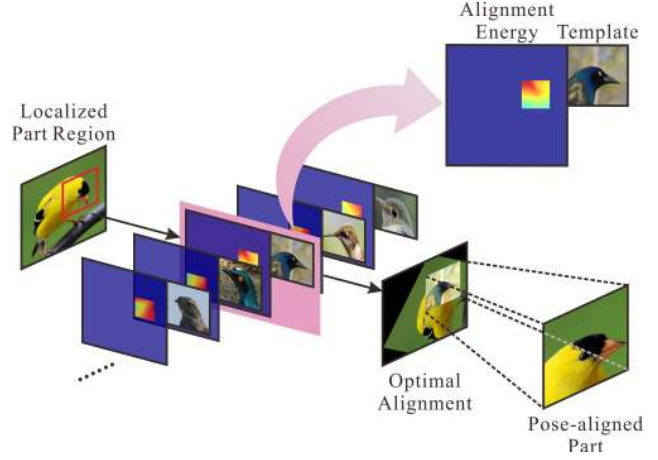 Alignment
Energy
Template
Localized
Part Region
Optimal
Alignment
Pose-aligned
Part